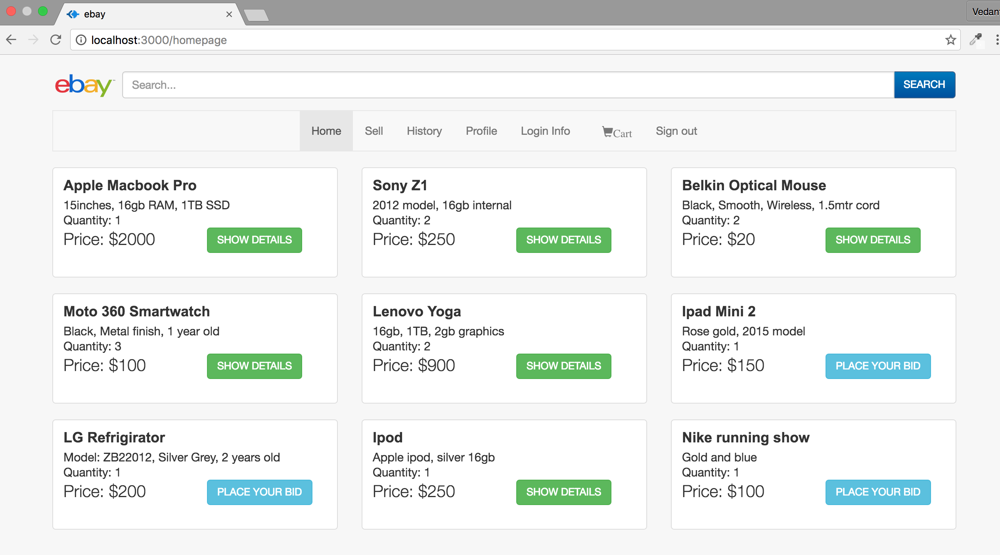 ebay
Vedan
localhost:3000/homepage
ebay™
Search...
SEARCH
Home Sell History Profile Login Info Cart Sign out
Apple Macbook Pro
15inches, 16gb RAM, 1TB SSD
Quantity: 1
Price: $2000
SHOW DETAILS
Sony Z1
2012 model, 16gb internal
Quantity: 2
Price: $250
SHOW DETAILS
Belkin Optical Mouse
Black, Smooth, Wireless, 1.5mtr cord
Quantity: 2
Price: $20
SHOW DETAILS
Moto 360 Smartwatch
Black, Metal finish, 1 year old
Quantity: 3
Price: $100
SHOW DETAILS
Lenovo Yoga
16gb, 1TB, 2gb graphics
Quantity: 2
Price: $900
SHOW DETAILS
Ipad Mini 2
Rose gold, 2015 model
Quantity: 1
Price: $150
PLACE YOUR BID
LG Refrigirator
Model: ZB22012, Silver Grey, 2 years old
Quantity: 1
Price: $200
PLACE YOUR BID
Ipod
Apple ipod, silver 16gb
Quantity: 1
Price: $250
SHOW DETAILS
Nike running show
Gold and blue
Quantity: 1
Price: $100
PLACE YOUR BID